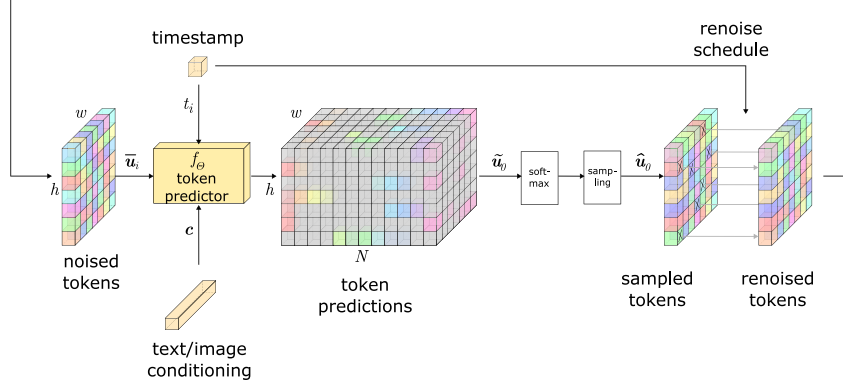 timestamp
renoise
schedule
w
t_i
w
h
u̅_i
f_Θ
token
predictor
h
ũ_0
soft-
max
samp-
ling
û_0
c
N
noised
tokens
token
predictions
sampled
tokens
renoised
tokens
text/image
conditioning